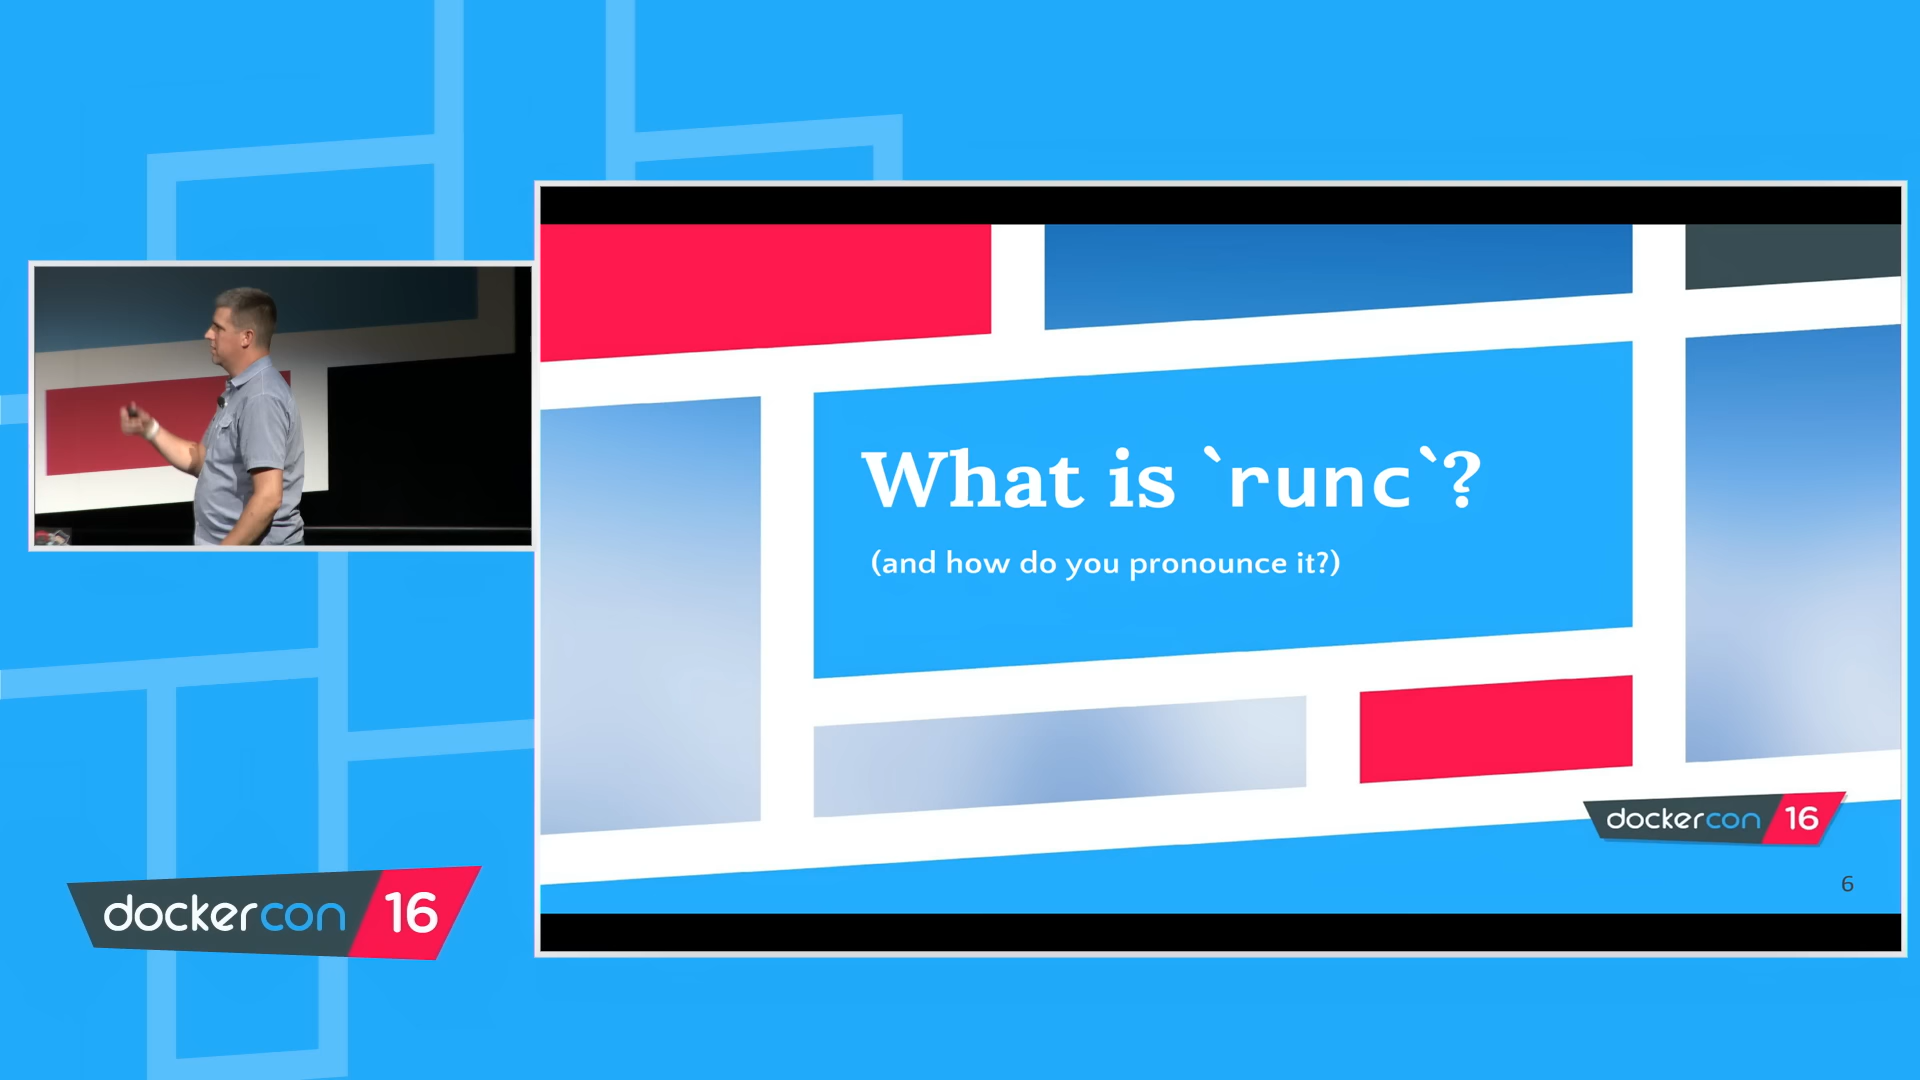 What is `runc`?
(and how do you pronounce it?)
dockercon 16
6
dockercon 16